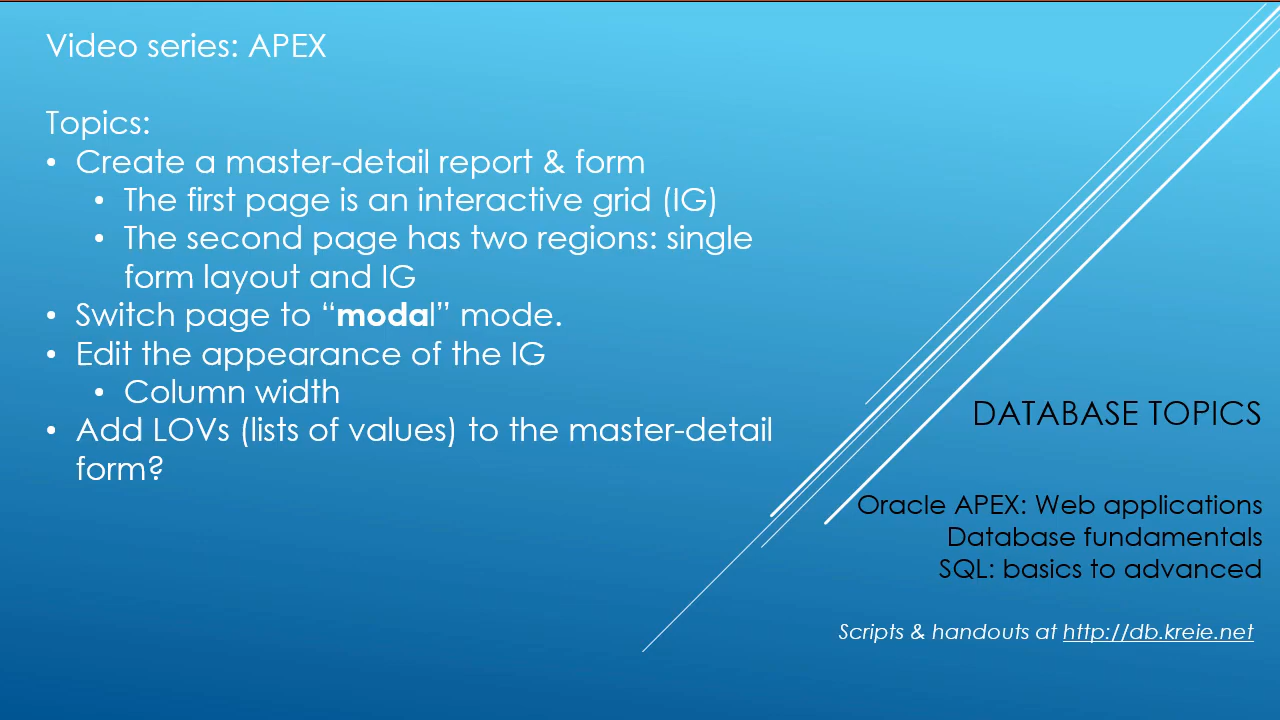 Video series: APEX
Topics:
• Create a master-detail report & form
• The first page is an interactive grid (IG)
• The second page has two regions: single
form layout and IG
• Switch page to “modal” mode.
• Edit the appearance of the IG
• Column width
• Add LOVs (lists of values) to the master-detail
form?
DATABASE TOPICS
Oracle APEX: Web applications
Database fundamentals
SQL: basics to advanced
Scripts & handouts at http://db.kreie.net